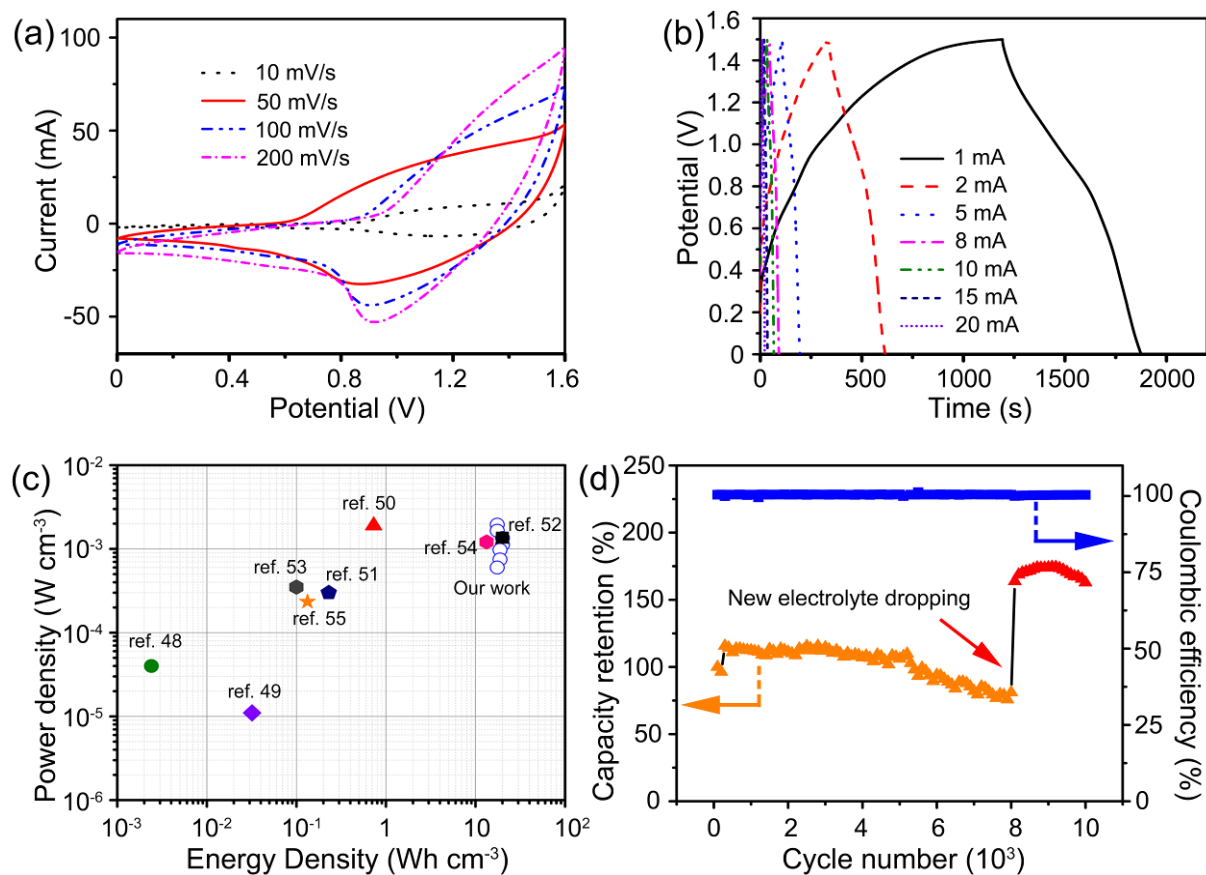 (a)
100
50
0
-50
Current (mA)
10 mV/s
50 mV/s
100 mV/s
200 mV/s
0
0.4
0.8
1.2
1.6
Potential (V)
(b)
1.6
1.4
1.2
1.0
0.8
0.6
0.4
0.2
0
Potential (V)
1 mA
2 mA
5 mA
8 mA
10 mA
15 mA
20 mA
0
500
1000
1500
2000
Time (s)
(c)
10⁻²
10⁻³
10⁻⁴
10⁻⁵
10⁻⁶
Power density (W cm⁻³)
ref. 50
ref. 52
ref. 54
Our work
ref. 53
ref. 51
ref. 55
ref. 48
ref. 49
10⁻³
10⁻²
10⁻¹
1
10
10²
Energy Density (Wh cm⁻³)
(d)
250
225
200
175
150
125
100
75
50
25
0
Capacity retention (%)
New electrolyte dropping
100
75
50
25
0
Coulombic efficiency
(%)
0
2
4
6
8
10
Cycle number (10³)